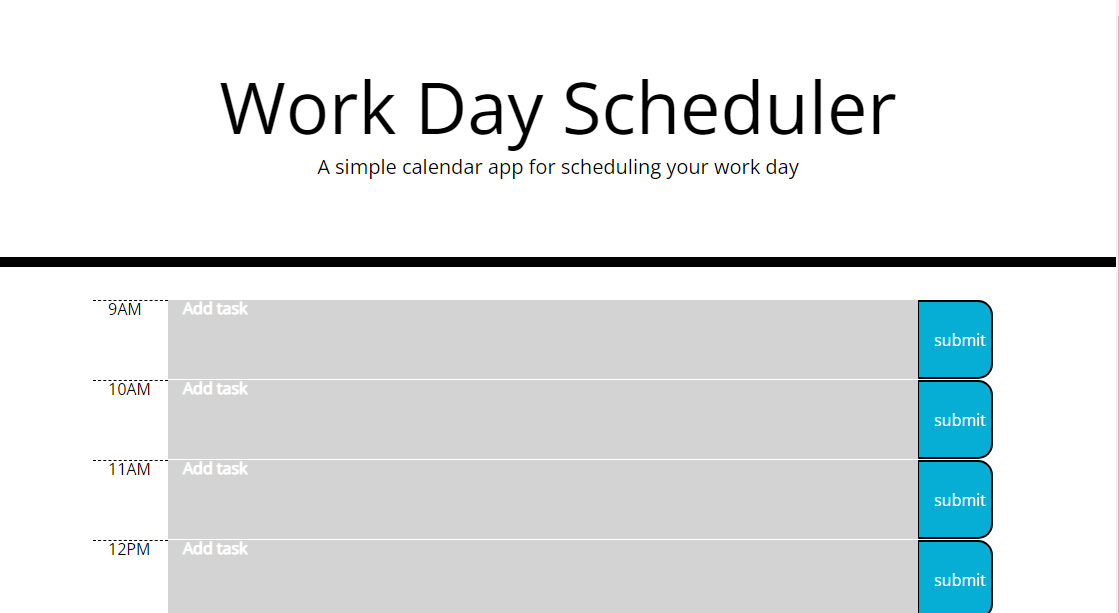 Work Day Scheduler
A simple calendar app for scheduling your work day
9AM Add task submit
10AM Add task submit
11AM Add task submit
12PM Add task submit